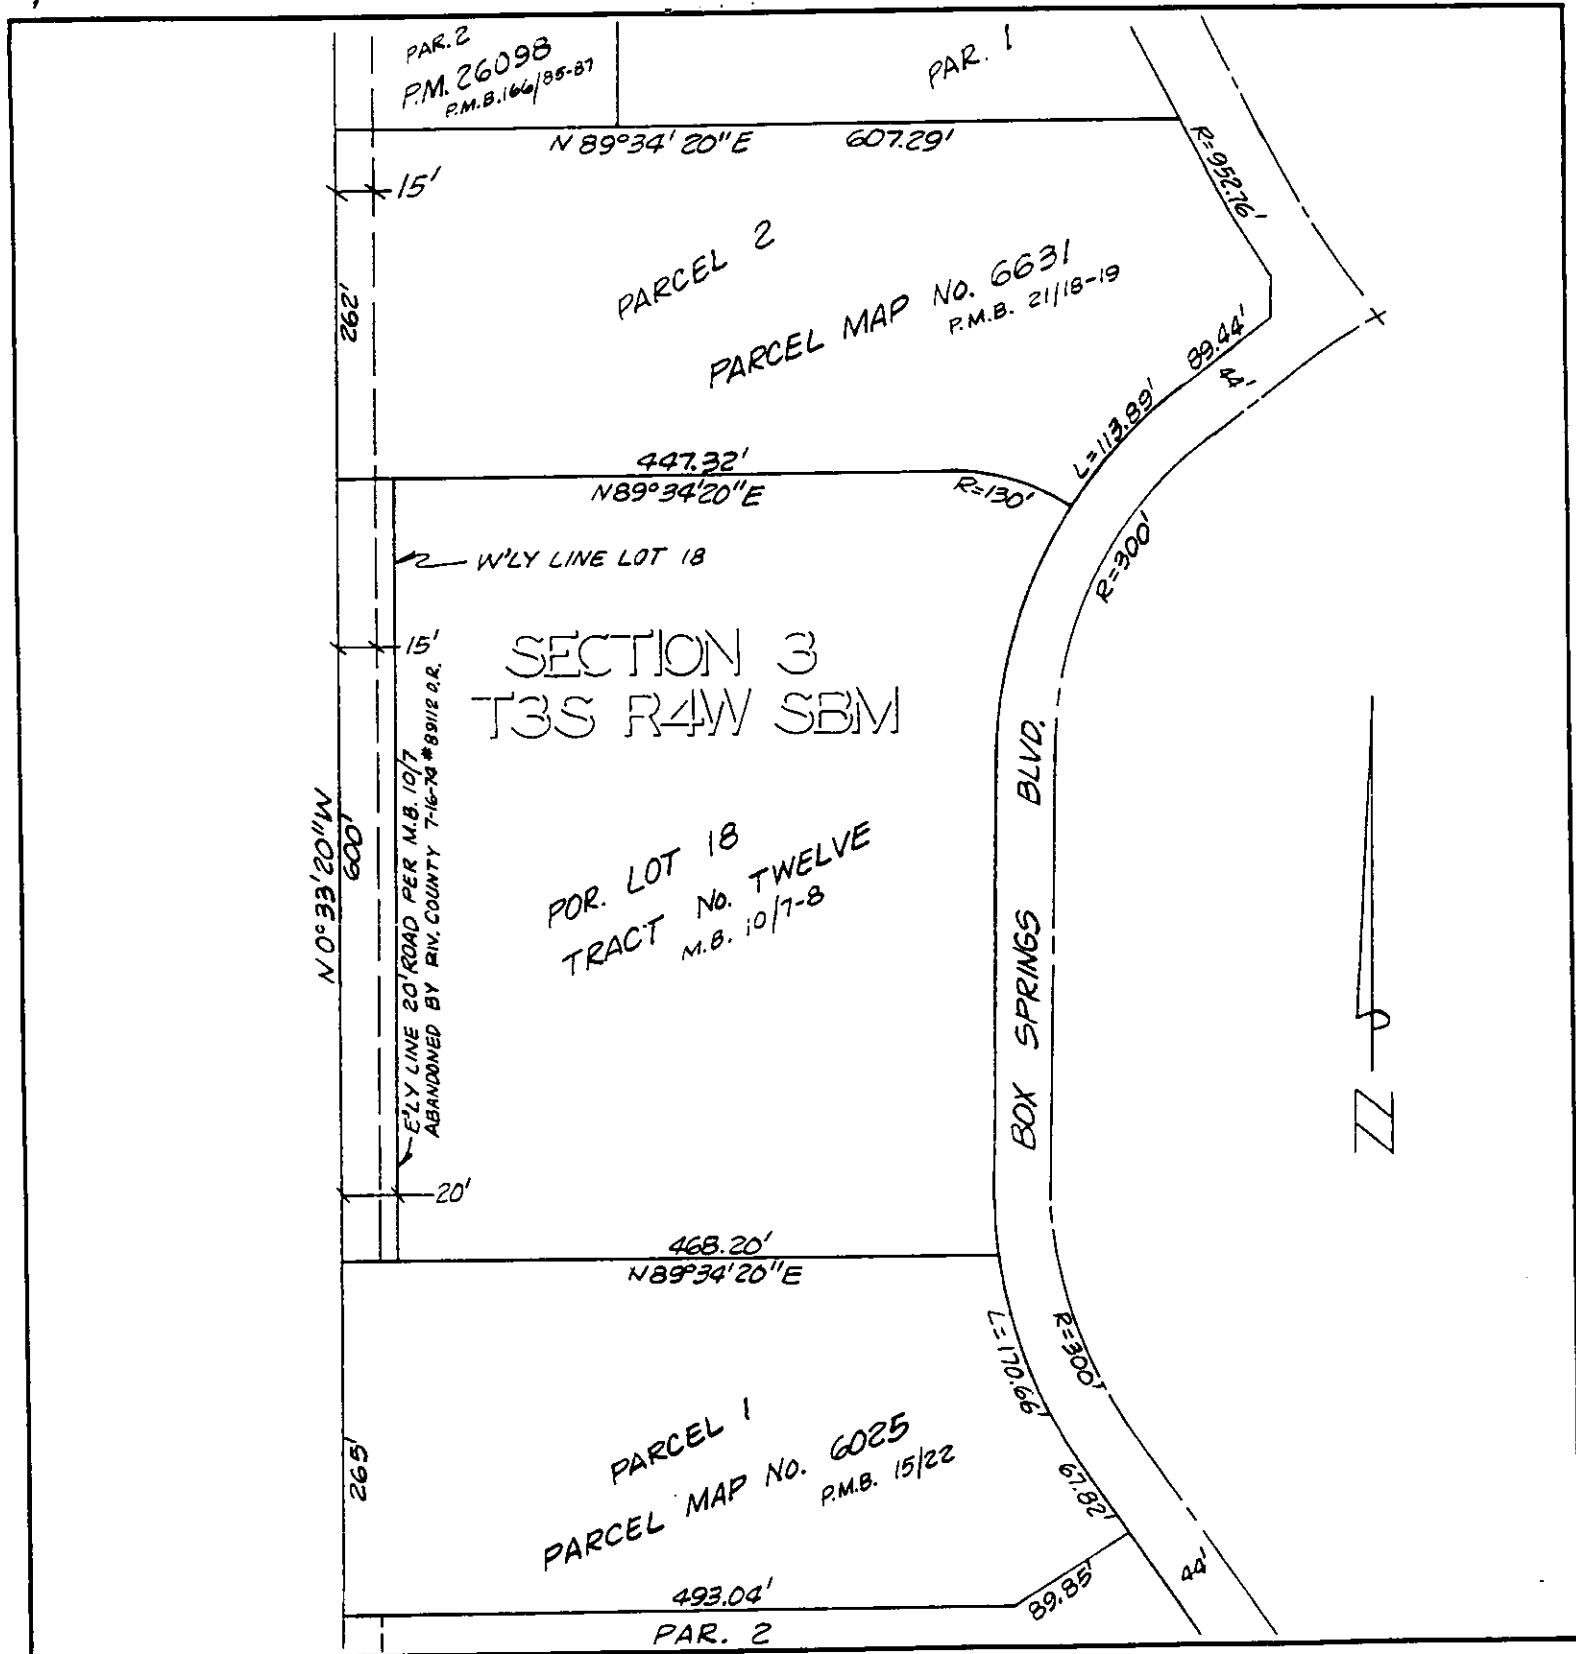 PAR. 2
P.M. 26098
P.M.B. 166/85-87
PAR. 1
N 89°34'20"E 607.29'
R=952.76'
15'
262'
PARCEL 2
PARCEL MAP No. 6631
P.M.B. 21/18-19
89.44'
44'
L=113.89'
447.32'
N89°34'20"E
R=130'
R=300'
W'LY LINE LOT 18
15'
SECTION 3
T3S R4W SBM
N 0°33'20"W
600'
E'LY LINE 20' ROAD PER M.B. 10/7
ABANDONED BY RIV. COUNTY 7-16-74 #89112 O.R.
POR. LOT 18
TRACT No. TWELVE
M.B. 10/7-8
BOX SPRINGS BLVD.
N
20'
468.20'
N89°34'20"E
L=170.66'
R=300'
265'
PARCEL 1
PARCEL MAP No. 6025
P.M.B. 15/22
67.82'
44'
89.85'
493.04'
PAR. 2